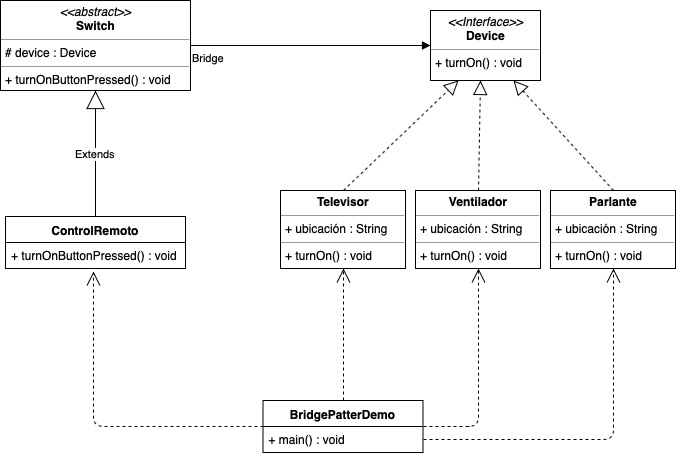 <<abstract>>
Switch
# device : Device
+ turnOnButtonPressed() : void
Bridge
<<Interface>>
Device
+ turnOn() : void
Extends
Televisor
+ ubicación : String
+ turnOn() : void
Ventilador
+ ubicación : String
+ turnOn() : void
Parlante
+ ubicación : String
+ turnOn() : void
ControlRemoto
+ turnOnButtonPressed() : void
BridgePatterDemo
+ main() : void